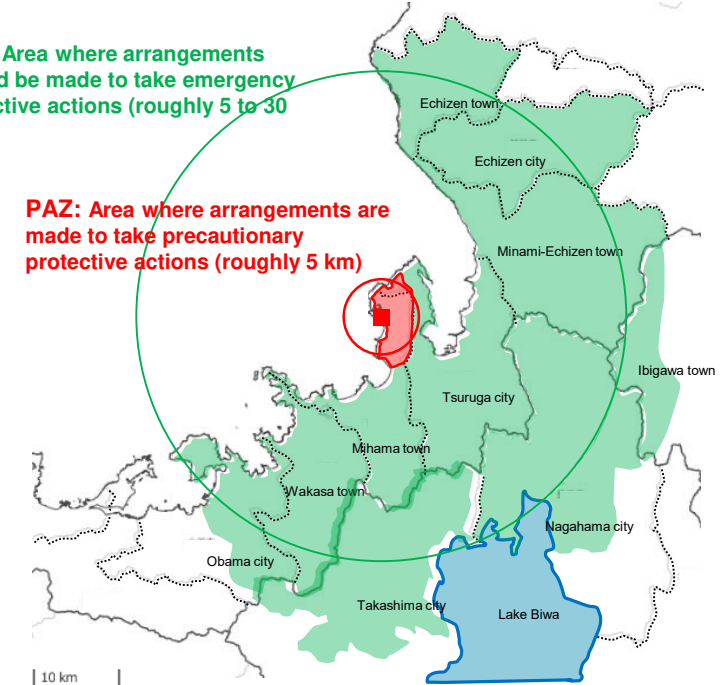 Area where arrangements
be made to take emergency
ctive actions (roughly 5 to 30
PAZ: Area where arrangements are
made to take precautionary
protective actions (roughly 5 km)
Echizen town
Echizen city
Minami-Echizen town
Ibigawa town
Tsuruga city
Mihama town
Wakasa town
Nagahama city
Obama city
Takashima city
Lake Biwa
10 km